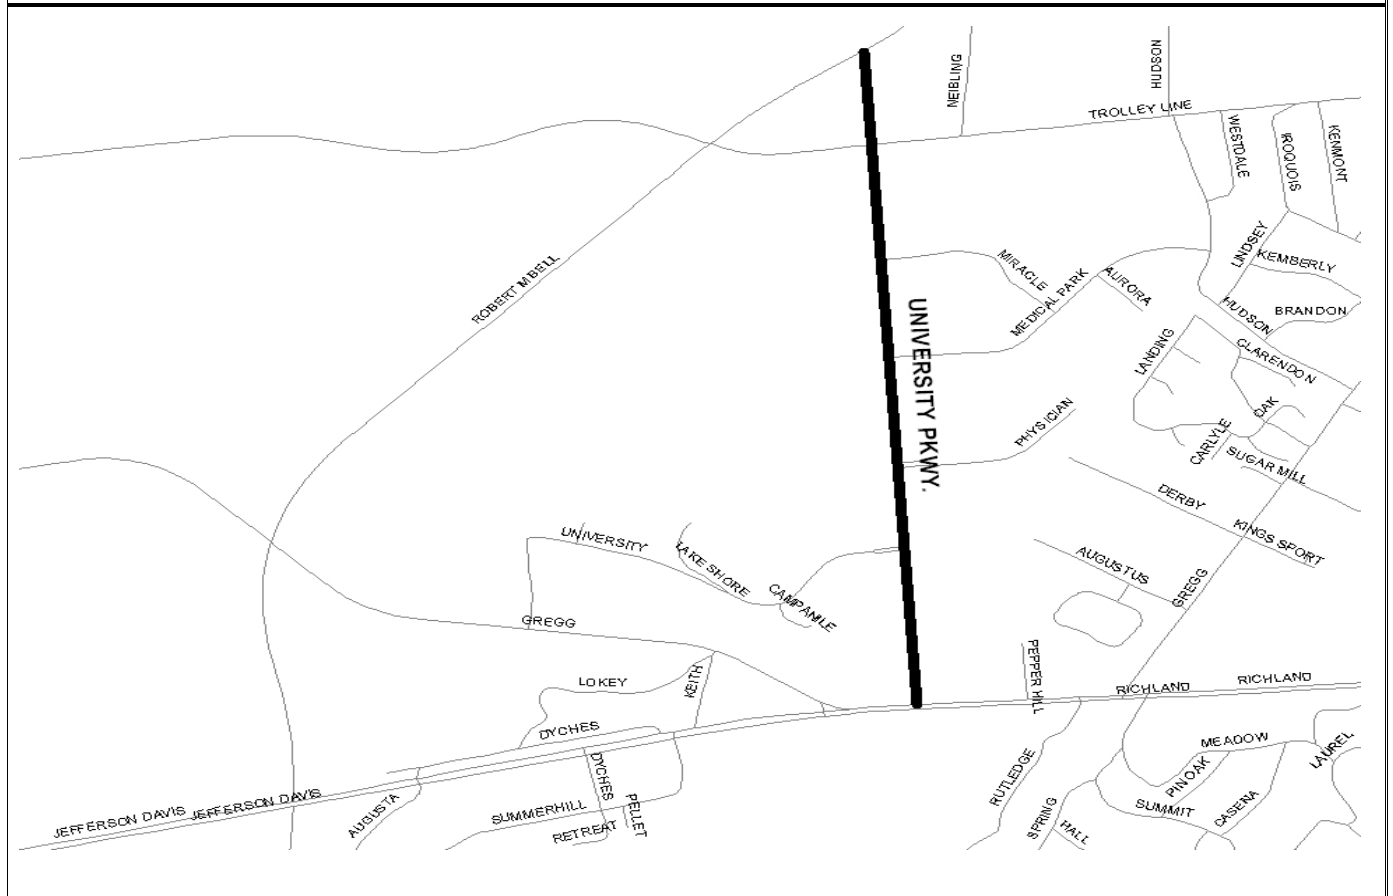 NEIBLING
HUDSON
TROLLEY LINE
WESTDALE
IROQUOIS
KENMONT
LINDSEY
KEMBERLY
MIRACLE
MEDICAL PARK
AURORA
ROBERT M BELL
HUDSON
BRANDON
UNIVERSITY PKWY.
LANDING
CLARENDON
OAK
PHYSICIAN
CARLYLE
SUGAR MILL
DERBY
KINGS SPORT
UNIVERSITY
LAKE SHORE
CAMPANILE
AUGUSTUS
GREGG
GREGG
PEPPER HILL
KEITH
LOKEY
RICHLAND
RICHLAND
DYCHES
MEADOW
LAUREL
DYCHES
PIN OAK
RUTLEDGE
JEFFERSON DAVIS
JEFFERSON DAVIS
AUGUSTA
SUMMERHILL
PELLET
RETREAT
SPRING
HALL
SUMMIT
CASENA